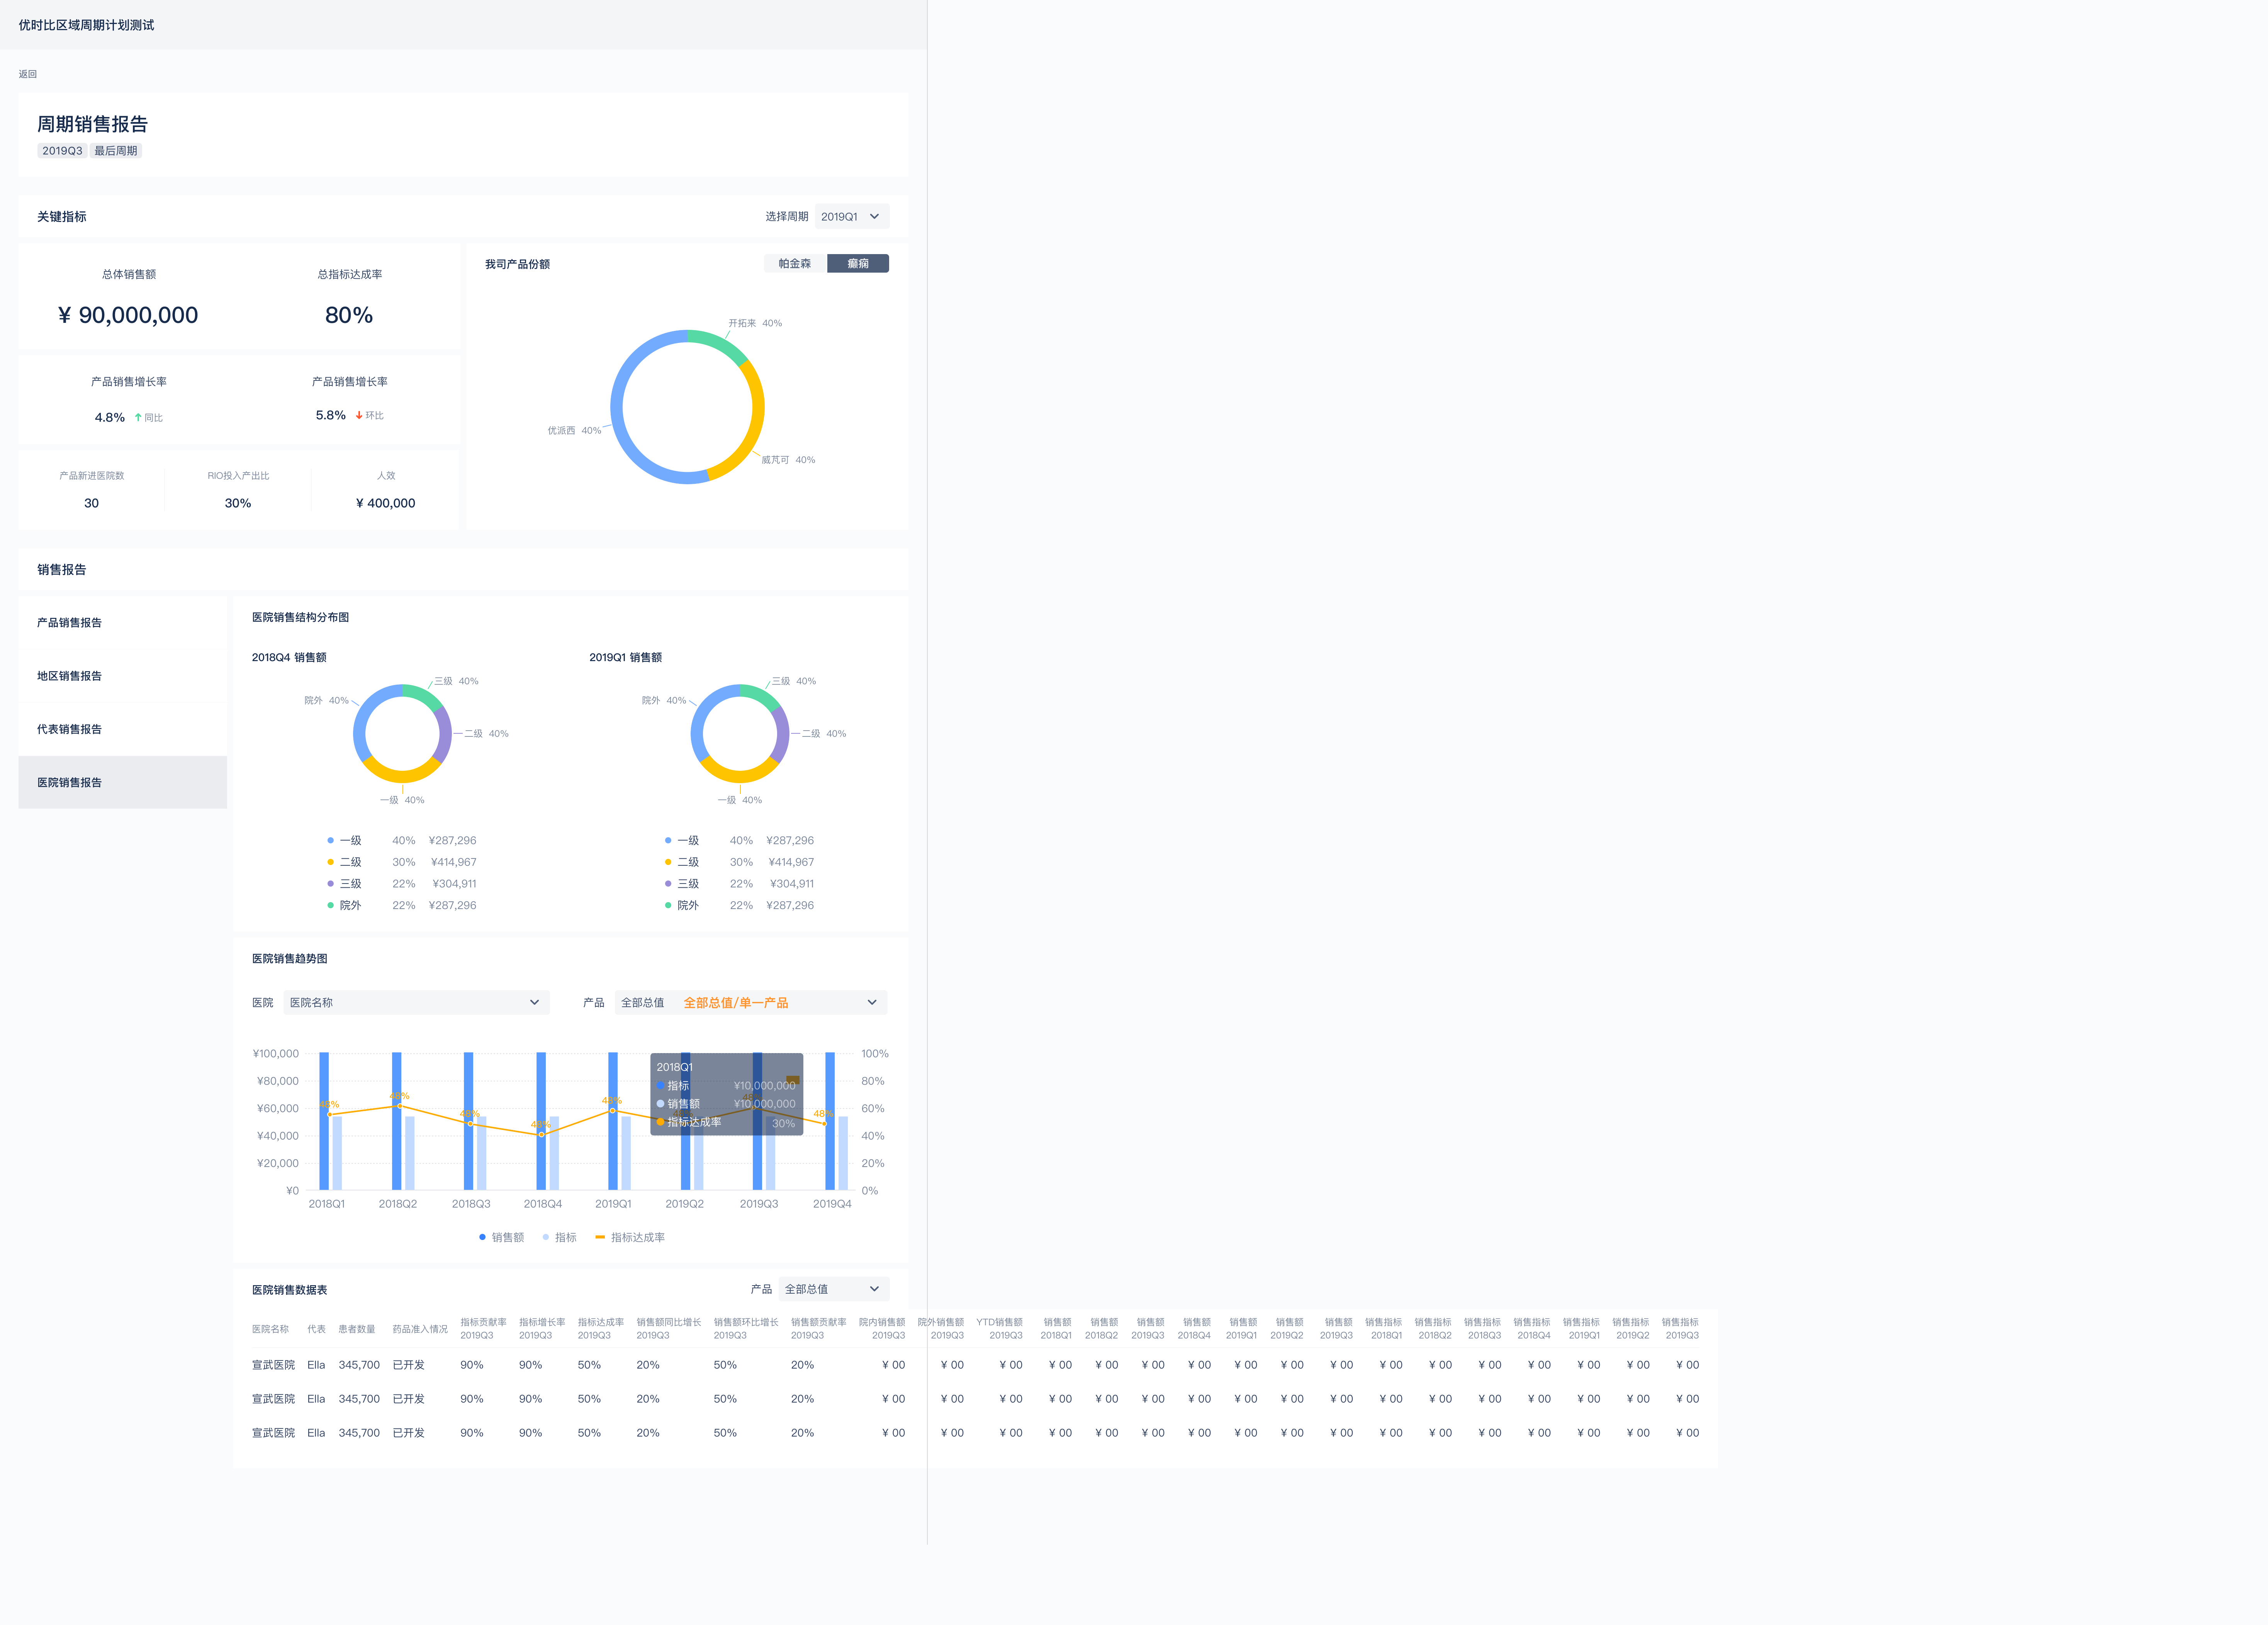 优时比区域周期计划测试
返回
周期销售报告
2019Q3 最后周期
关键指标
选择周期 2019Q1
总体销售额 总指标达成率
¥ 90,000,000 80%
产品销售增长率 产品销售增长率
4.8% 同比 5.8% 环比
产品新进医院数 RIO投入产出比 人效
30 30% ¥ 400,000
我司产品份额
帕金森 癫痫
开拓来 40%
优派西 40%
威芃可 40%
销售报告
产品销售报告
地区销售报告
代表销售报告
医院销售报告
医院销售结构分布图
2018Q4 销售额
三级 40%
院外 40%
二级 40%
一级 40%
一级 40% ¥287,296
二级 30% ¥414,967
三级 22% ¥304,911
院外 22% ¥287,296
2019Q1 销售额
三级 40%
院外 40%
二级 40%
一级 40%
一级 40% ¥287,296
二级 30% ¥414,967
三级 22% ¥304,911
院外 22% ¥287,296
医院销售趋势图
医院 医院名称 产品 全部总值 全部总值/单一产品
¥100,000 100%
¥80,000 80%
¥60,000 60%
¥40,000 40%
¥20,000 20%
¥0 0%
48%
2018Q1
指标 ¥10,000,000
销售额 ¥10,000,000
指标达成率 30%
2018Q1 2018Q2 2018Q3 2018Q4 2019Q1 2019Q2 2019Q3 2019Q4
销售额 指标 指标达成率
医院销售数据表
产品 全部总值
医院名称 代表 患者数量 药品准入情况 指标贡献率 指标增长率 指标达成率 销售额同比增长 销售额环比增长 销售额贡献率 院内销售额 院外销售额 YTD销售额 销售额 销售额 销售额 销售额 销售额 销售额 销售额 销售指标 销售指标 销售指标 销售指标 销售指标 销售指标 销售指标
2019Q3 2019Q3 2019Q3 2019Q3 2019Q3 2019Q3 2019Q3 2019Q3 2019Q3 2018Q1 2018Q2 2019Q3 2018Q4 2019Q1 2019Q2 2019Q3 2018Q1 2018Q2 2018Q3 2018Q4 2019Q1 2019Q2 2019Q3
宣武医院 Ella 345,700 已开发 90% 90% 50% 20% 50% 20% ¥ 00 ¥ 00 ¥ 00 ¥ 00 ¥ 00 ¥ 00 ¥ 00 ¥ 00 ¥ 00 ¥ 00 ¥ 00 ¥ 00 ¥ 00 ¥ 00 ¥ 00 ¥ 00 ¥ 00
宣武医院 Ella 345,700 已开发 90% 90% 50% 20% 50% 20% ¥ 00 ¥ 00 ¥ 00 ¥ 00 ¥ 00 ¥ 00 ¥ 00 ¥ 00 ¥ 00 ¥ 00 ¥ 00 ¥ 00 ¥ 00 ¥ 00 ¥ 00 ¥ 00 ¥ 00
宣武医院 Ella 345,700 已开发 90% 90% 50% 20% 50% 20% ¥ 00 ¥ 00 ¥ 00 ¥ 00 ¥ 00 ¥ 00 ¥ 00 ¥ 00 ¥ 00 ¥ 00 ¥ 00 ¥ 00 ¥ 00 ¥ 00 ¥ 00 ¥ 00 ¥ 00